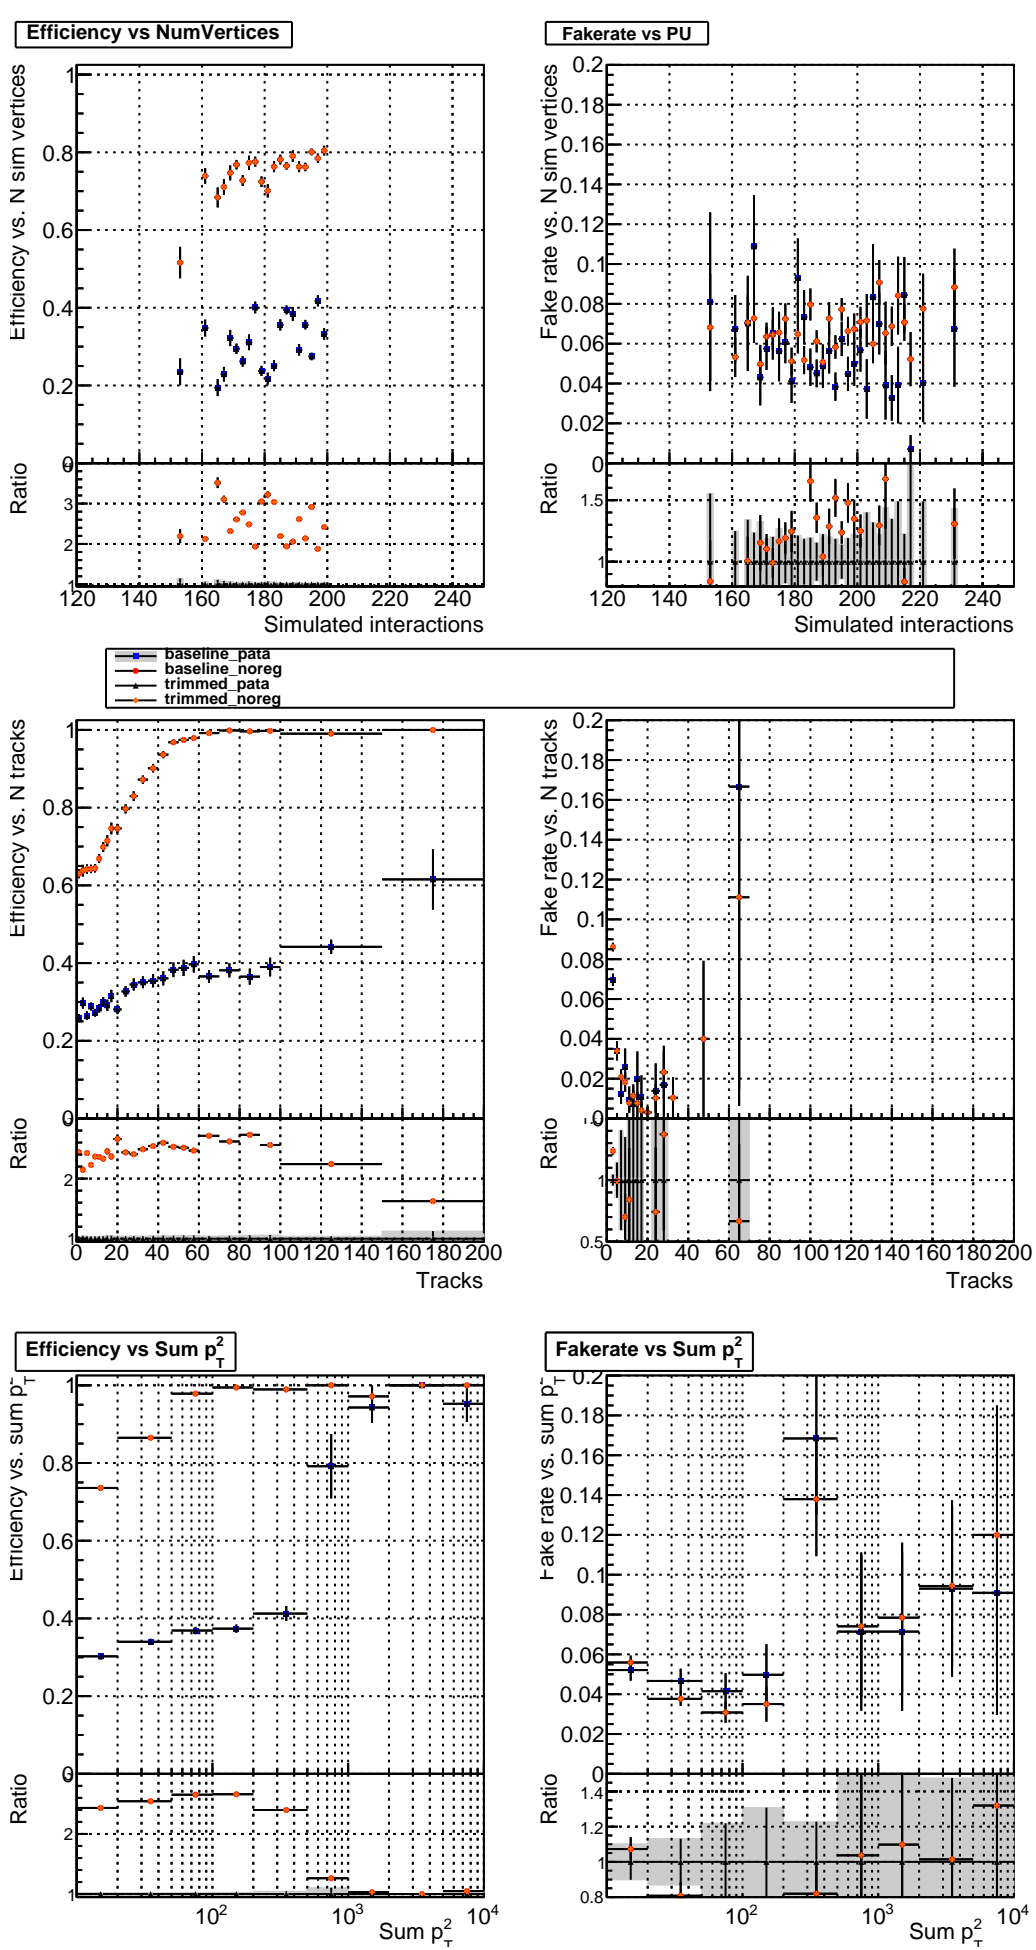 Efficiency vs NumVertices
Efficiency vs. N sim vertices
1
0.8
0.6
0.4
0.2
0
Ratio
3
2
1
120 140 160 180 200 220 240
Simulated interactions
Fakerate vs PU
Fake rate vs. N sim vertices
0.2
0.18
0.16
0.14
0.12
0.1
0.08
0.06
0.04
0.02
0
Ratio
1.5
1
120 140 160 180 200 220 240
Simulated interactions
baseline_pata
baseline_noreg
trimmed_pata
trimmed_noreg
Efficiency vs. N tracks
1
0.8
0.6
0.4
0.2
0
Ratio
2
1
0 20 40 60 80 100 120 140 160 180 200
Tracks
Fake rate vs. N tracks
0.2
0.18
0.16
0.14
0.12
0.1
0.08
0.06
0.04
0.02
0
Ratio
1
0.5
0 20 40 60 80 100 120 140 160 180 200
Tracks
Efficiency vs Sum p_T^2
Efficiency vs. sum p_T^2
1
0.8
0.6
0.4
0.2
0
Ratio
2
1
10^2 10^3 10^4
Sum p_T^2
Fakerate vs Sum p_T^2
Fake rate vs. sum p_T^2
0.2
0.18
0.16
0.14
0.12
0.1
0.08
0.06
0.04
0.02
0
Ratio
1.4
1.2
1
0.8
10^2 10^3 10^4
Sum p_T^2